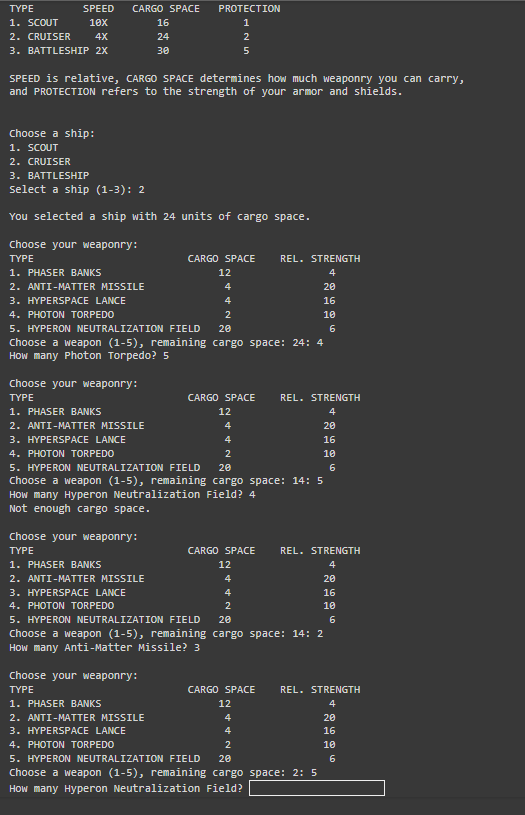 TYPE SPEED CARGO SPACE PROTECTION
1. SCOUT 10X 16 1
2. CRUISER 4X 24 2
3. BATTLESHIP 2X 30 5
SPEED is relative, CARGO SPACE determines how much weaponry you can carry,
and PROTECTION refers to the strength of your armor and shields.
Choose a ship:
1. SCOUT
2. CRUISER
3. BATTLESHIP
Select a ship (1-3): 2
You selected a ship with 24 units of cargo space.
Choose your weaponry:
TYPE CARGO SPACE REL. STRENGTH
1. PHASER BANKS 12 4
2. ANTI-MATTER MISSILE 4 20
3. HYPERSPACE LANCE 4 16
4. PHOTON TORPEDO 2 10
5. HYPERON NEUTRALIZATION FIELD 20 6
Choose a weapon (1-5), remaining cargo space: 24: 4
How many Photon Torpedo? 5
Choose your weaponry:
TYPE CARGO SPACE REL. STRENGTH
1. PHASER BANKS 12 4
2. ANTI-MATTER MISSILE 4 20
3. HYPERSPACE LANCE 4 16
4. PHOTON TORPEDO 2 10
5. HYPERON NEUTRALIZATION FIELD 20 6
Choose a weapon (1-5), remaining cargo space: 14: 5
How many Hyperon Neutralization Field? 4
Not enough cargo space.
Choose your weaponry:
TYPE CARGO SPACE REL. STRENGTH
1. PHASER BANKS 12 4
2. ANTI-MATTER MISSILE 4 20
3. HYPERSPACE LANCE 4 16
4. PHOTON TORPEDO 2 10
5. HYPERON NEUTRALIZATION FIELD 20 6
Choose a weapon (1-5), remaining cargo space: 14: 2
How many Anti-Matter Missile? 3
Choose your weaponry:
TYPE CARGO SPACE REL. STRENGTH
1. PHASER BANKS 12 4
2. ANTI-MATTER MISSILE 4 20
3. HYPERSPACE LANCE 4 16
4. PHOTON TORPEDO 2 10
5. HYPERON NEUTRALIZATION FIELD 20 6
Choose a weapon (1-5), remaining cargo space: 2: 5
How many Hyperon Neutralization Field?